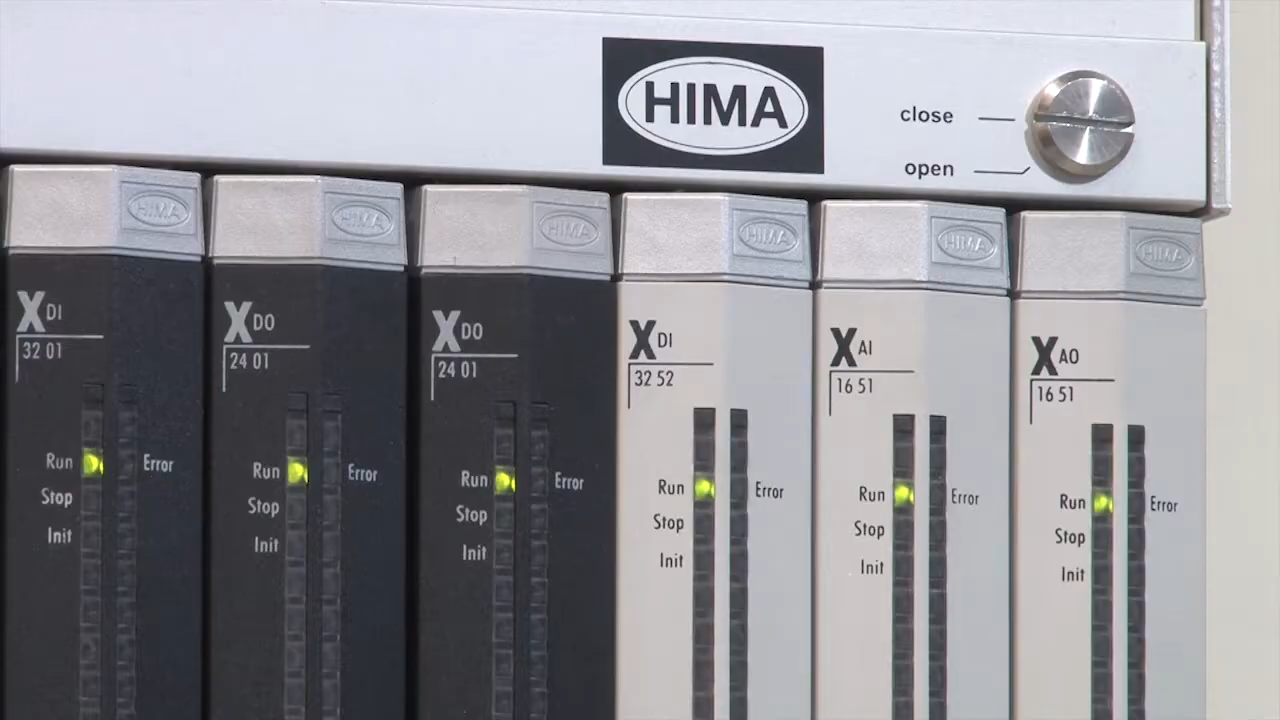 HIMA
close
open
HIMA
HIMA
HIMA
HIMA
HIMA
HIMA
X DI
32 01
Run
Error
Stop
Init
X DO
24 01
Run
Error
Stop
Init
X DO
24 01
Run
Error
Stop
Init
X DI
32 52
Run
Error
Stop
Init
X AI
16 51
Run
Error
Stop
Init
X AO
16 51
Run
Error
Stop
Init